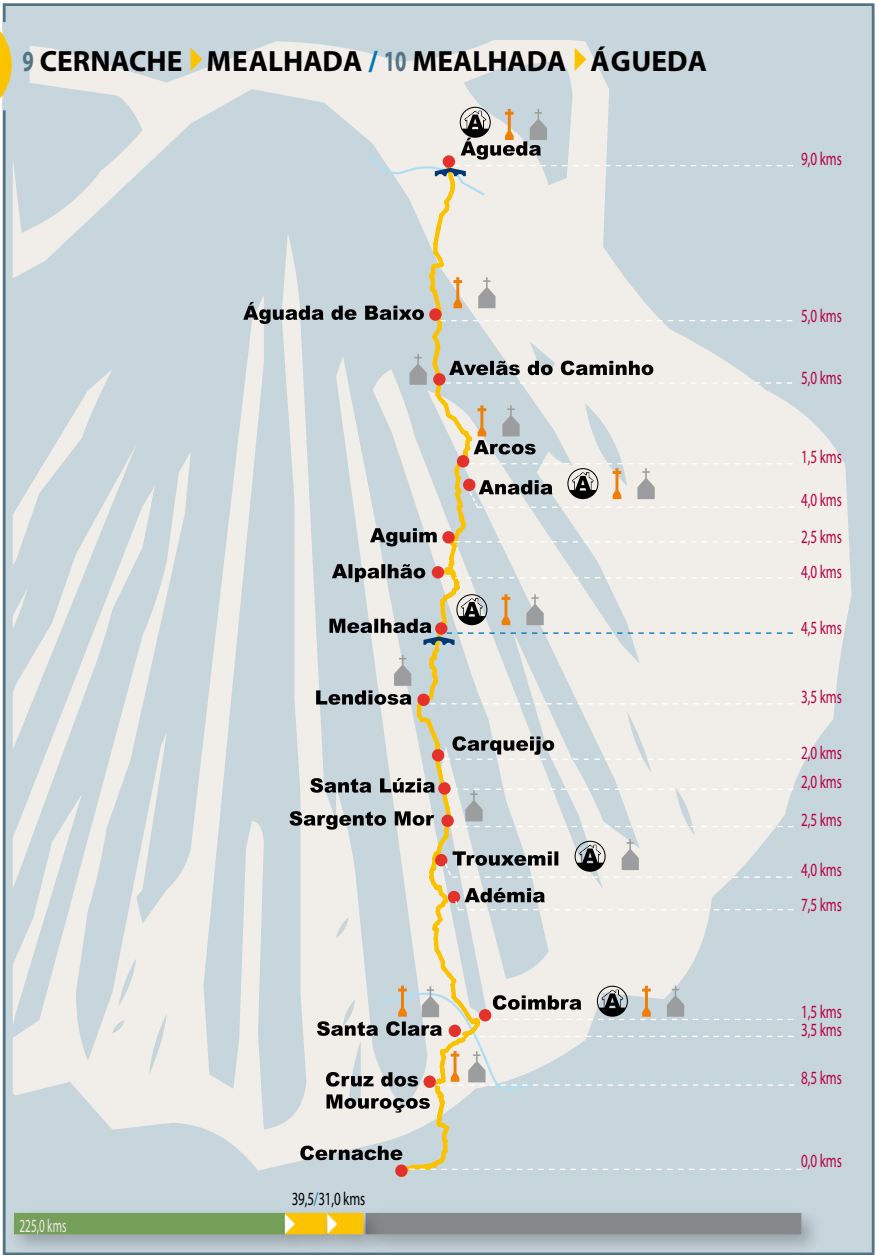 9 CERNACHE MEALHADA / 10 MEALHADA ÁGUEDA
A
Águeda
9,0 kms
Águada de Baixo
5,0 kms
Avelãs do Caminho
5,0 kms
Arcos
1,5 kms
Anadia A
4,0 kms
Aguim
2,5 kms
Alpalhão
4,0 kms
A
Mealhada
4,5 kms
Lendiosa
3,5 kms
Carqueijo
2,0 kms
Santa Lúzia
2,0 kms
Sargento Mor
2,5 kms
Trouxemil A
4,0 kms
Adémia
7,5 kms
Coimbra A
1,5 kms
Santa Clara
3,5 kms
Cruz dos
Mouroços
8,5 kms
Cernache
0,0 kms
39,5/31,0 kms
225,0 kms